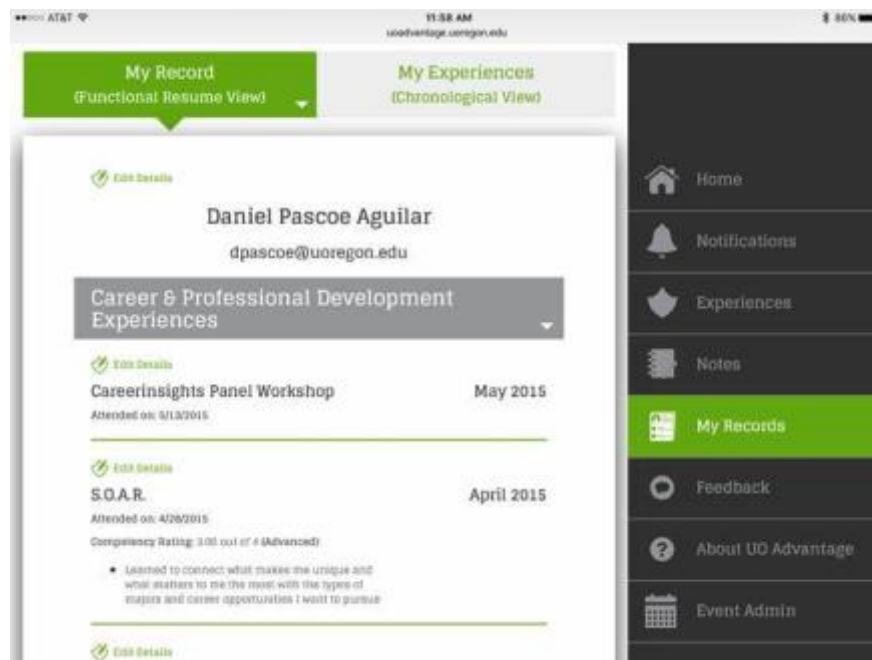 AT&T
11:58 AM
uoadvantage.uoregon.edu
86%
My Record
(Functional Resume View)
My Experiences
(Chronological View)
Edit Details
Daniel Pascoe Aguilar
dpascoe@uoregon.edu
Career & Professional Development
Experiences
Edit Details
Careerinsights Panel Workshop
May 2015
Attended on: 5/13/2015
Edit Details
S.O.A.R.
April 2015
Attended on: 4/26/2015
Competency Rating: 3.00 out of 4 (Advanced)
Learned to connect what makes me unique and
what matters to me the most with the types of
majors and career opportunities I want to pursue
Edit Details
Home
Notifications
Experiences
Notes
My Records
Feedback
About UO Advantage
Event Admin